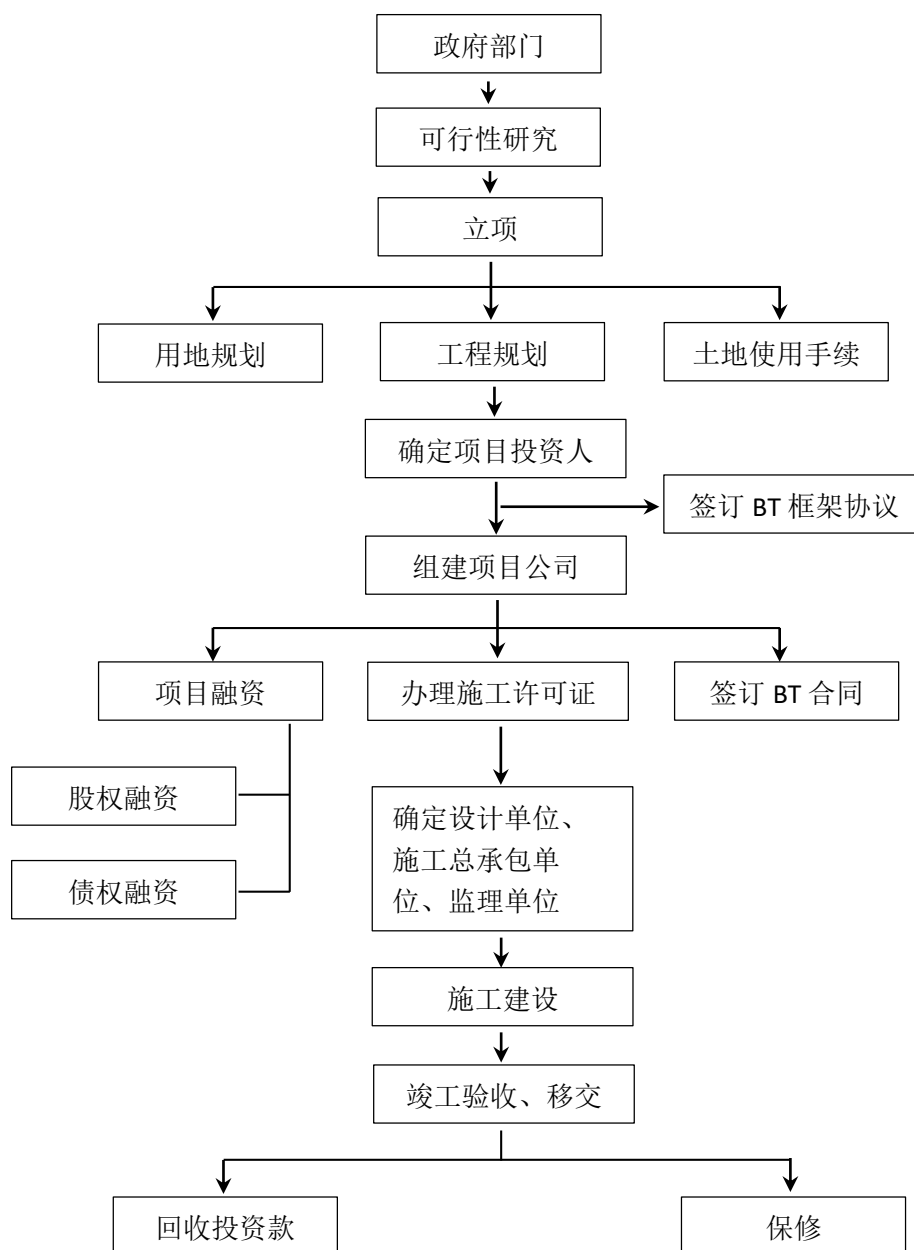 政府部门
可行性研究
立项
用地规划
工程规划
土地使用手续
确定项目投资人
签订 BT 框架协议
组建项目公司
项目融资
办理施工许可证
签订 BT 合同
股权融资
确定设计单位、
施工总承包单
位、监理单位
债权融资
施工建设
竣工验收、移交
回收投资款
保修